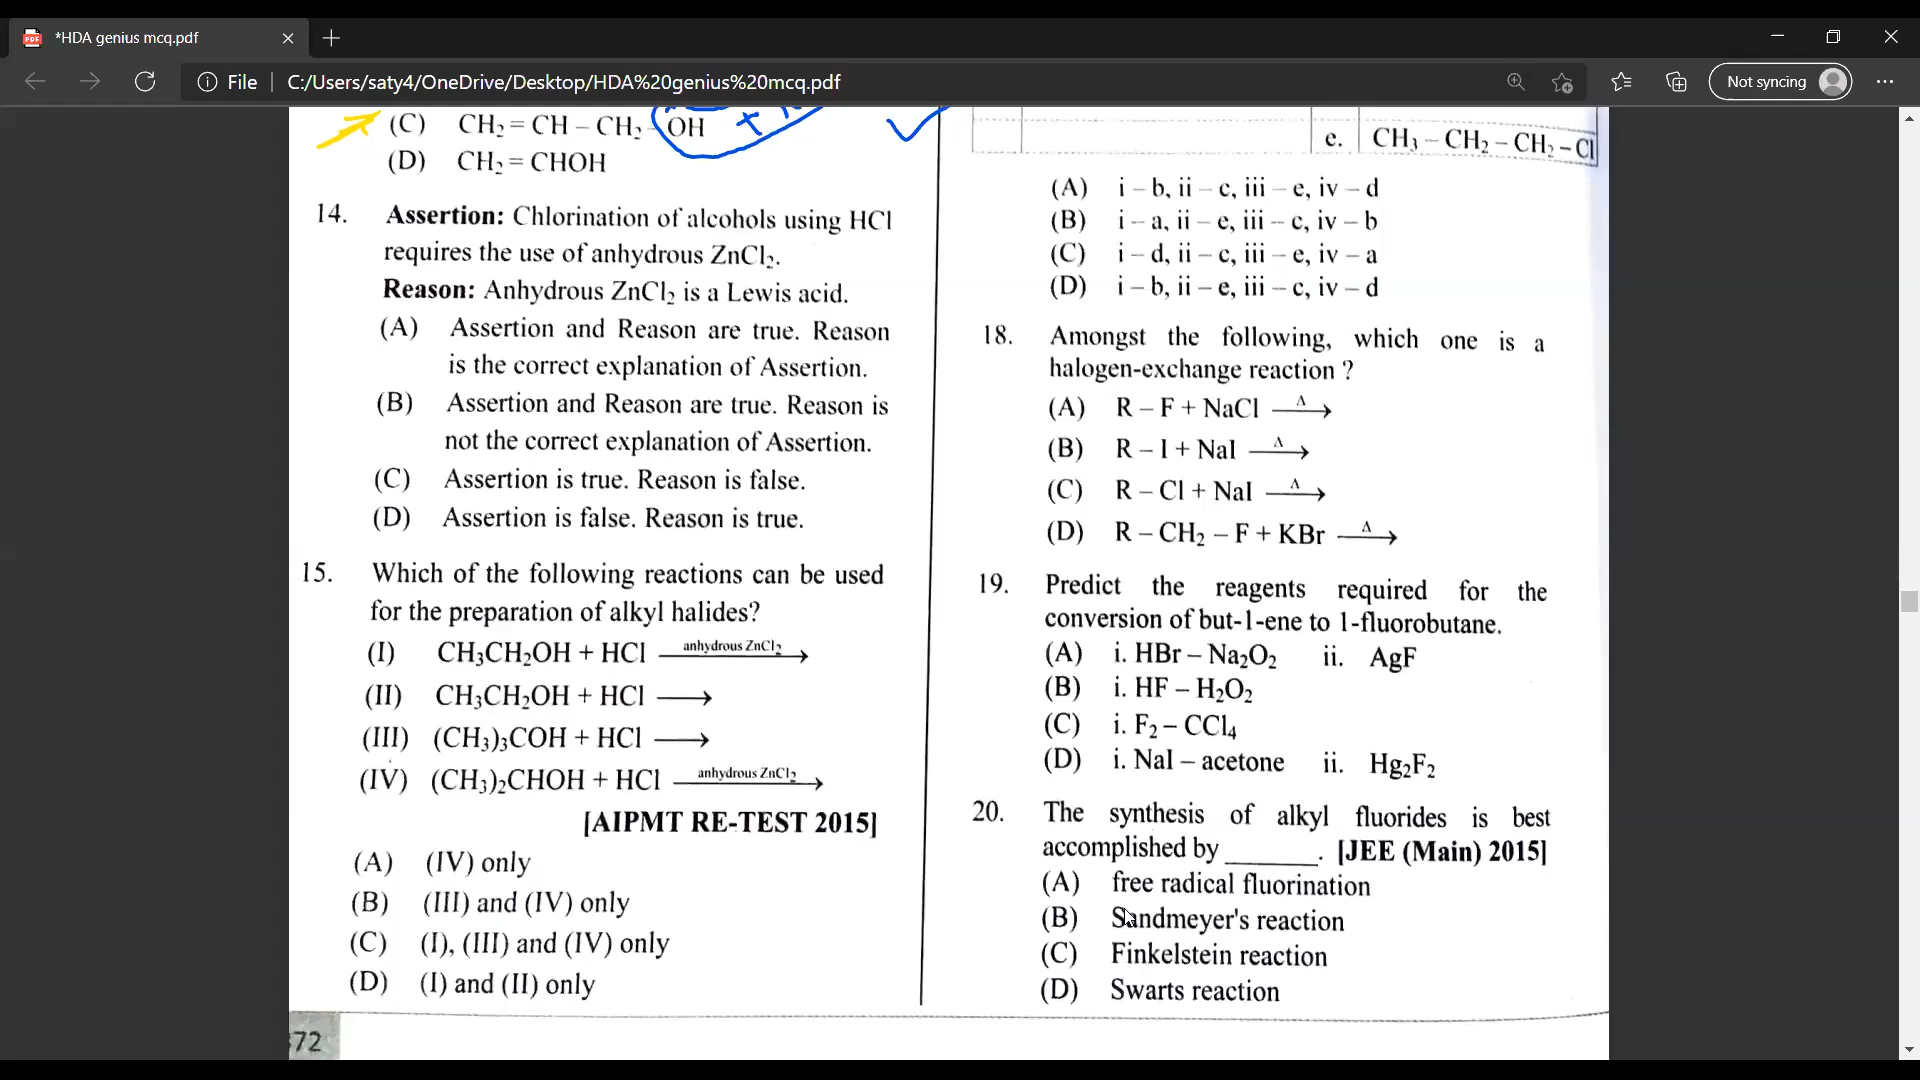 *HDA genius mcq.pdf
File
C:/Users/saty4/OneDrive/Desktop/HDA%20genius%20mcq.pdf
Not syncing
(C) CH₂ = CH – CH₂ – OH +
(D) CH₂ = CHOH
14. Assertion: Chlorination of alcohols using HCl
requires the use of anhydrous ZnCl₂.
Reason: Anhydrous ZnCl₂ is a Lewis acid.
(A) Assertion and Reason are true. Reason
is the correct explanation of Assertion.
(B) Assertion and Reason are true. Reason is
not the correct explanation of Assertion.
(C) Assertion is true. Reason is false.
(D) Assertion is false. Reason is true.
15. Which of the following reactions can be used
for the preparation of alkyl halides?
(I) CH₃CH₂OH + HCl anhydrous ZnCl₂ →
(II) CH₃CH₂OH + HCl →
(III) (CH₃)₃COH + HCl →
(IV) (CH₃)₂CHOH + HCl anhydrous ZnCl₂ →
[AIPMT RE-TEST 2015]
(A) (IV) only
(B) (III) and (IV) only
(C) (I), (III) and (IV) only
(D) (I) and (II) only
72
e. CH₃ – CH₂ – CH₂ – Cl
(A) i – b, ii – c, iii – e, iv – d
(B) i – a, ii – e, iii – c, iv – b
(C) i – d, ii – c, iii – e, iv – a
(D) i – b, ii – e, iii – c, iv – d
18. Amongst the following, which one is a
halogen-exchange reaction ?
(A) R – F + NaCl Δ →
(B) R – I + NaI Δ →
(C) R – Cl + NaI Δ →
(D) R – CH₂ – F + KBr Δ →
19. Predict the reagents required for the
conversion of but-1-ene to 1-fluorobutane.
(A) i. HBr – Na₂O₂ ii. AgF
(B) i. HF – H₂O₂
(C) i. F₂ – CCl₄
(D) i. NaI – acetone ii. Hg₂F₂
20. The synthesis of alkyl fluorides is best
accomplished by ______. [JEE (Main) 2015]
(A) free radical fluorination
(B) Sandmeyer's reaction
(C) Finkelstein reaction
(D) Swarts reaction